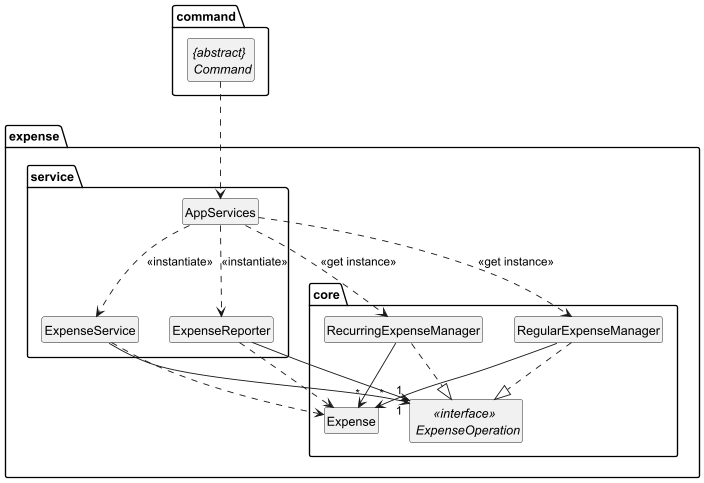 command
{abstract}
Command
expense
service
AppServices
«instantiate»
«instantiate»
«get instance»
«get instance»
core
ExpenseService
ExpenseReporter
RecurringExpenseManager
RegularExpenseManager
*
*
1
1
Expense
«interface»
ExpenseOperation